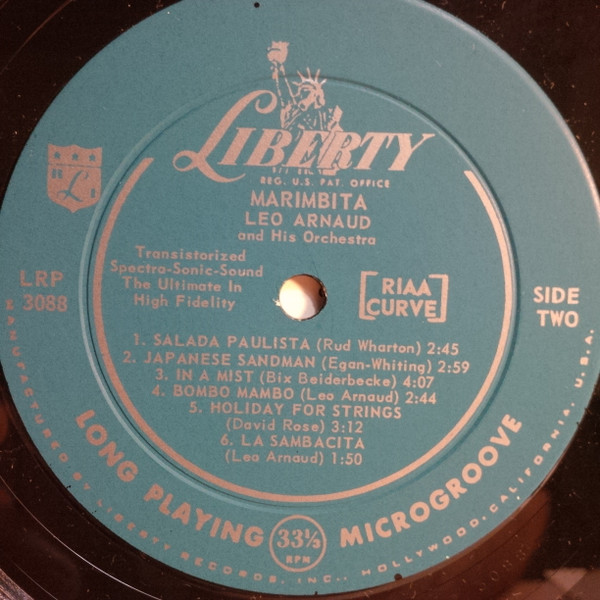 LIBERTY
REG. U.S. PAT. OFFICE
L
MARIMBITA
LEO ARNAUD
and His Orchestra
Transistorized
Spectra-Sonic-Sound
The Ultimate In
High Fidelity
RIAA
CURVE
LRP
3088
SIDE
TWO
1. SALADA PAULISTA (Rud Wharton) 2:45
2. JAPANESE SANDMAN (Egan-Whiting) 2:59
3. IN A MIST (Bix Beiderbecke) 4:07
4. BOMBO MAMBO (Leo Arnaud) 2:44
5. HOLIDAY FOR STRINGS
(David Rose) 3:12
6. LA SAMBACITA
(Leo Arnaud) 1:50
LONG PLAYING 33⅓ RPM MICROGROOVE
MANUFACTURED BY LIBERTY RECORDS, INC., HOLLYWOOD, CALIFORNIA, U.S.A.